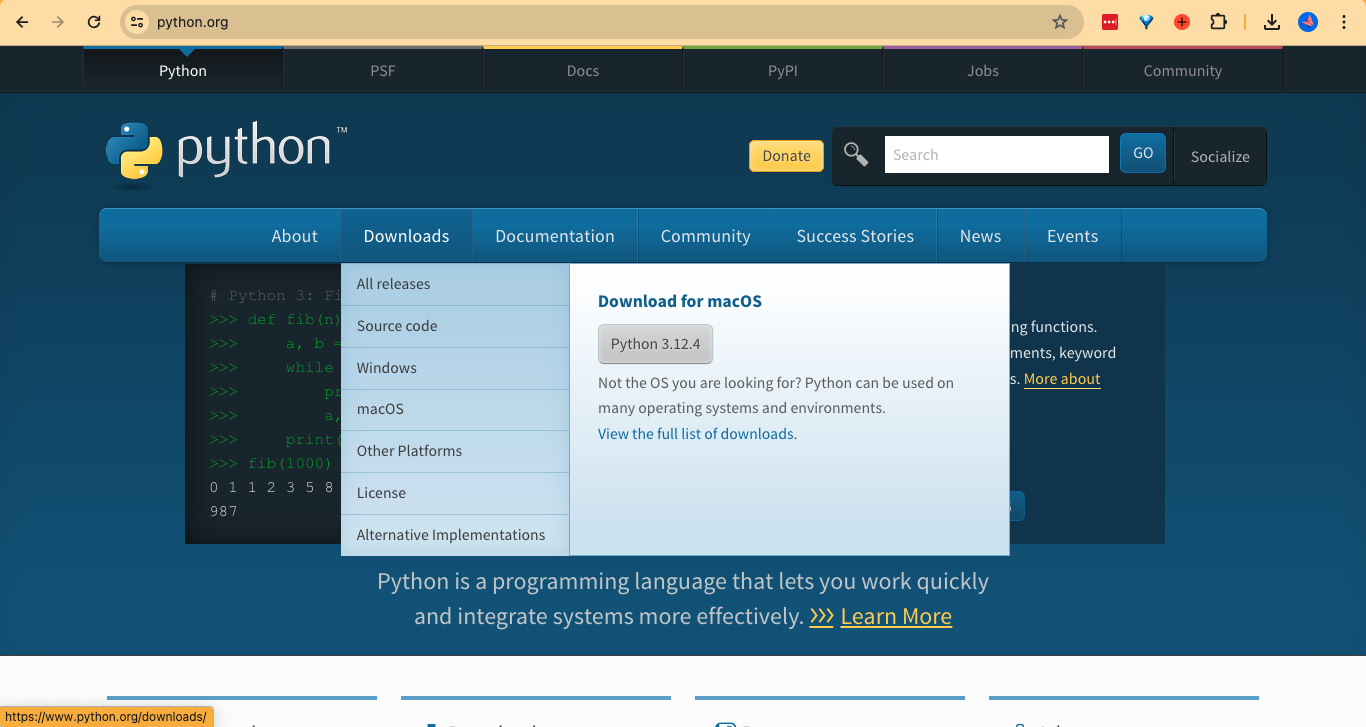 python.org
Python
PSF
Docs
PyPI
Jobs
Community
python™
Donate
Search
GO
Socialize
About
Downloads
Documentation
Community
Success Stories
News
Events
All releases
Source code
Windows
macOS
Other Platforms
License
Alternative Implementations
Download for macOS
Python 3.12.4
Not the OS you are looking for? Python can be used on
many operating systems and environments.
View the full list of downloads.
# Python 3: Fi
>>> def fib(n)
>>>     a, b =
>>>     while
>>>         pr
>>>         a,
>>>     print(
>>> fib(1000)
0 1 1 2 3 5 8
987
ng functions.
ments, keyword
s. More about
Python is a programming language that lets you work quickly
and integrate systems more effectively. >>> Learn More
https://www.python.org/downloads/